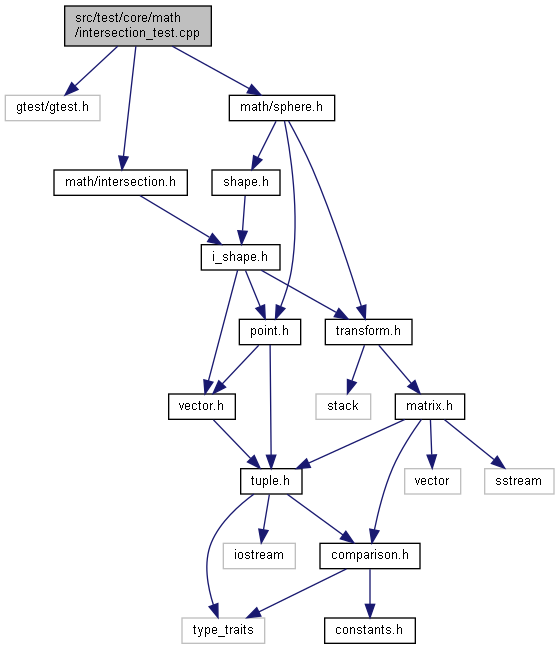 src/test/core/math
/intersection_test.cpp
gtest/gtest.h
math/sphere.h
math/intersection.h
shape.h
i_shape.h
point.h
transform.h
vector.h
stack
matrix.h
tuple.h
vector
sstream
iostream
comparison.h
type_traits
constants.h